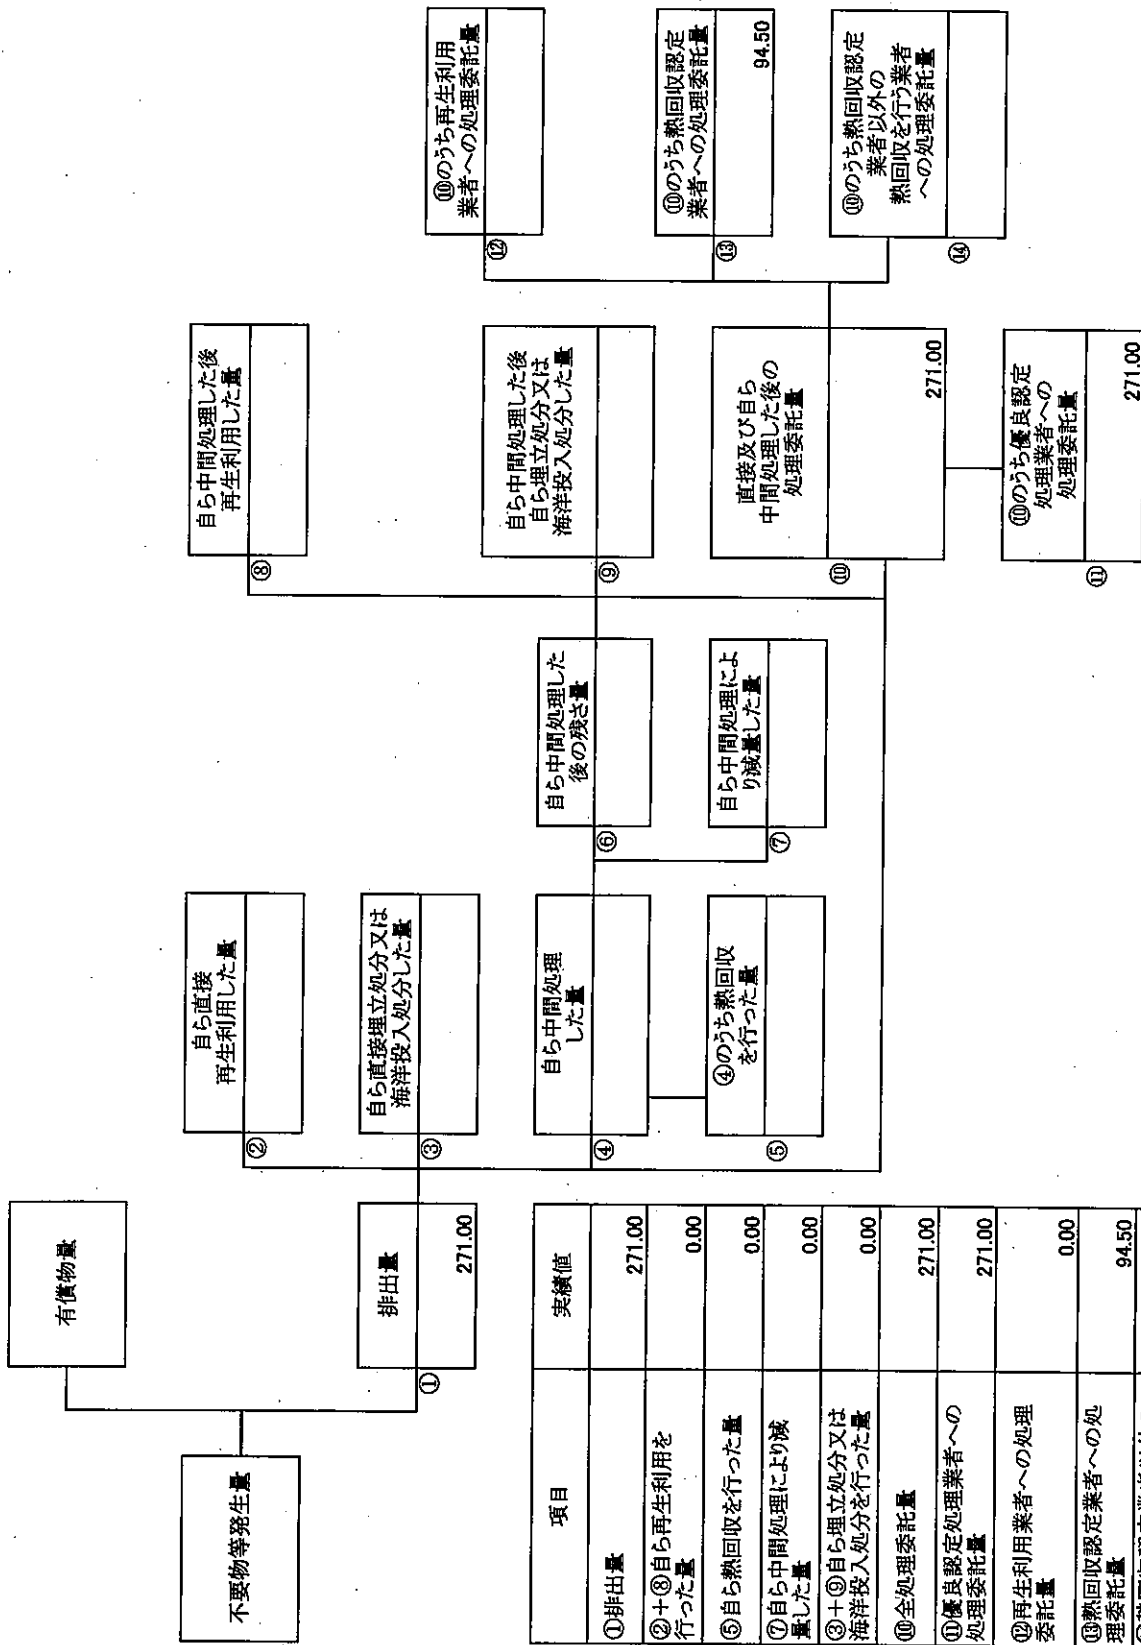 不要物等発生量
有償物量
排出量
①
271.00
自ら直接
再生利用した量
②
自ら直接埋立処分又は
海洋投入処分した量
③
自ら中間処理
した量
④
④のうち熱回収
を行った量
⑤
自ら中間処理した
後の残さ量
⑥
自ら中間処理によ
り減量した量
⑦
自ら中間処理した後
再生利用した量
⑧
自ら中間処理した後
自ら埋立処分又は
海洋投入処分した量
⑨
直接及び自ら
中間処理した後の
処理委託量
⑩
271.00
⑩のうち優良認定
処理業者への
処理委託量
⑪
271.00
⑩のうち再生利用
業者への処理委託量
⑫
⑩のうち熱回収認定
業者への処理委託量
⑬
94.50
⑩のうち熱回収認定
業者以外の
熱回収を行う業者
への処理委託量
⑭
項目 実績値
①排出量 271.00
②+⑧自ら再生利用を
行った量 0.00
⑤自ら熱回収を行った量 0.00
⑦自ら中間処理により減
量した量 0.00
③+⑨自ら埋立処分又は
海洋投入処分を行った量 0.00
⑩全処理委託量 271.00
⑪優良認定処理業者への
処理委託量 271.00
⑫再生利用業者への処理
委託量 0.00
⑬熱回収認定業者への処
理委託量 94.50